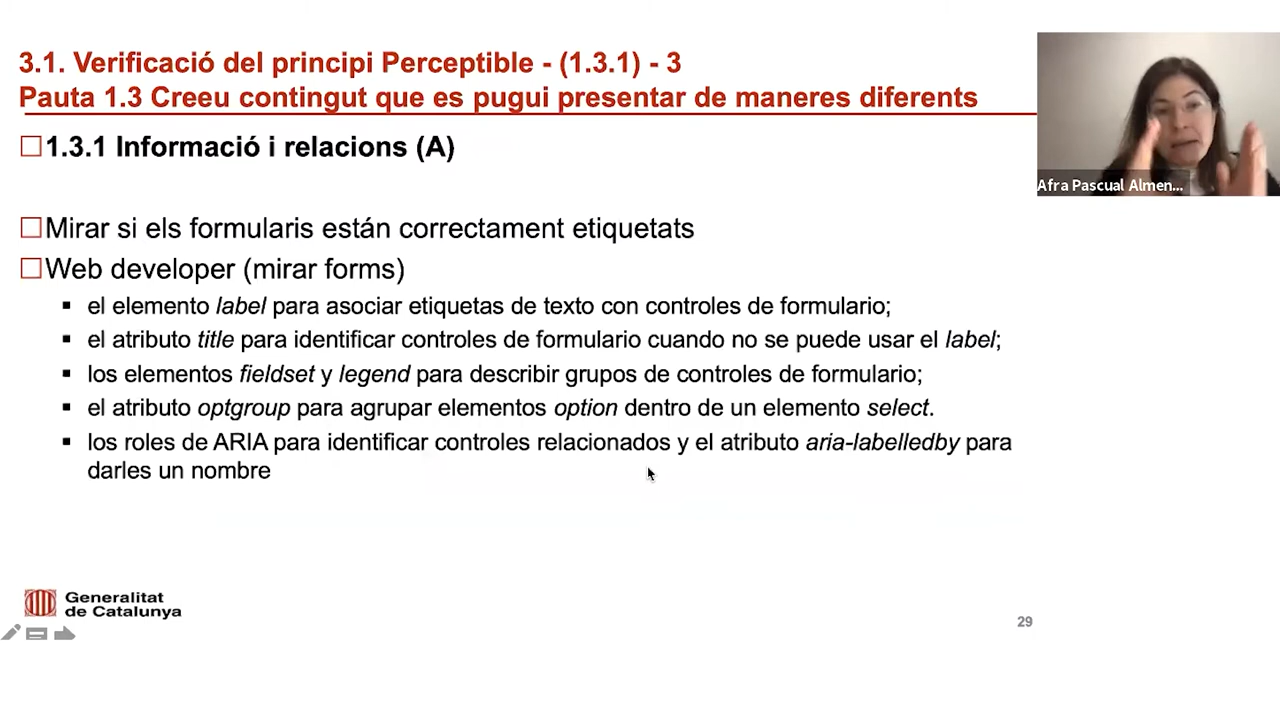 3.1. Verificació del principi Perceptible - (1.3.1) - 3
Pauta 1.3 Creeu contingut que es pugui presentar de maneres diferents
1.3.1 Informació i relacions (A)
Mirar si els formularis están correctament etiquetats
Web developer (mirar forms)
el elemento label para asociar etiquetas de texto con controles de formulario;
el atributo title para identificar controles de formulario cuando no se puede usar el label;
los elementos fieldset y legend para describir grupos de controles de formulario;
el atributo optgroup para agrupar elementos option dentro de un elemento select.
los roles de ARIA para identificar controles relacionados y el atributo aria-labelledby para
darles un nombre
Afra Pascual Almen...
Generalitat
de Catalunya
29